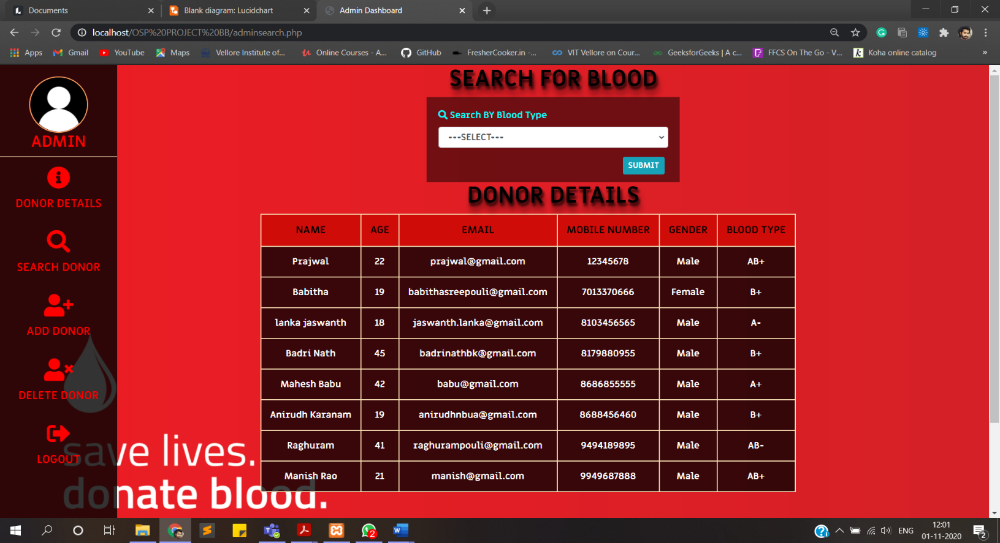 Documents
Blank diagram: Lucidchart
Admin Dashboard
localhost/OSP%20PROJECT%20BB/adminsearch.php
Apps
Gmail
YouTube
Maps
Vellore Institute of...
Online Courses - A...
GitHub
FresherCooker.in -...
VIT Vellore on Cour...
GeeksforGeeks | A c...
FFCS On The Go - V...
Koha online catalog
»
ADMIN
DONOR DETAILS
SEARCH DONOR
ADD DONOR
DELETE DONOR
LOGOUT
SEARCH FOR BLOOD
Search BY Blood Type
---SELECT---
SUBMIT
DONOR DETAILS
NAME AGE EMAIL MOBILE NUMBER GENDER BLOOD TYPE
Prajwal 22 prajwal@gmail.com 12345678 Male AB+
Babitha 19 babithasreepouli@gmail.com 7013370666 Female B+
lanka jaswanth 18 jaswanth.lanka@gmail.com 8103456565 Male A-
Badri Nath 45 badrinathbk@gmail.com 8179880955 Male B+
Mahesh Babu 42 babu@gmail.com 8686855555 Male A+
Anirudh Karanam 19 anirudhnbua@gmail.com 8688456460 Male B+
Raghuram 41 raghurampouli@gmail.com 9494189895 Male AB-
Manish Rao 21 manish@gmail.com 9949687888 Male AB+
save lives.
donate blood.
2
ENG
12:01
01-11-2020
2